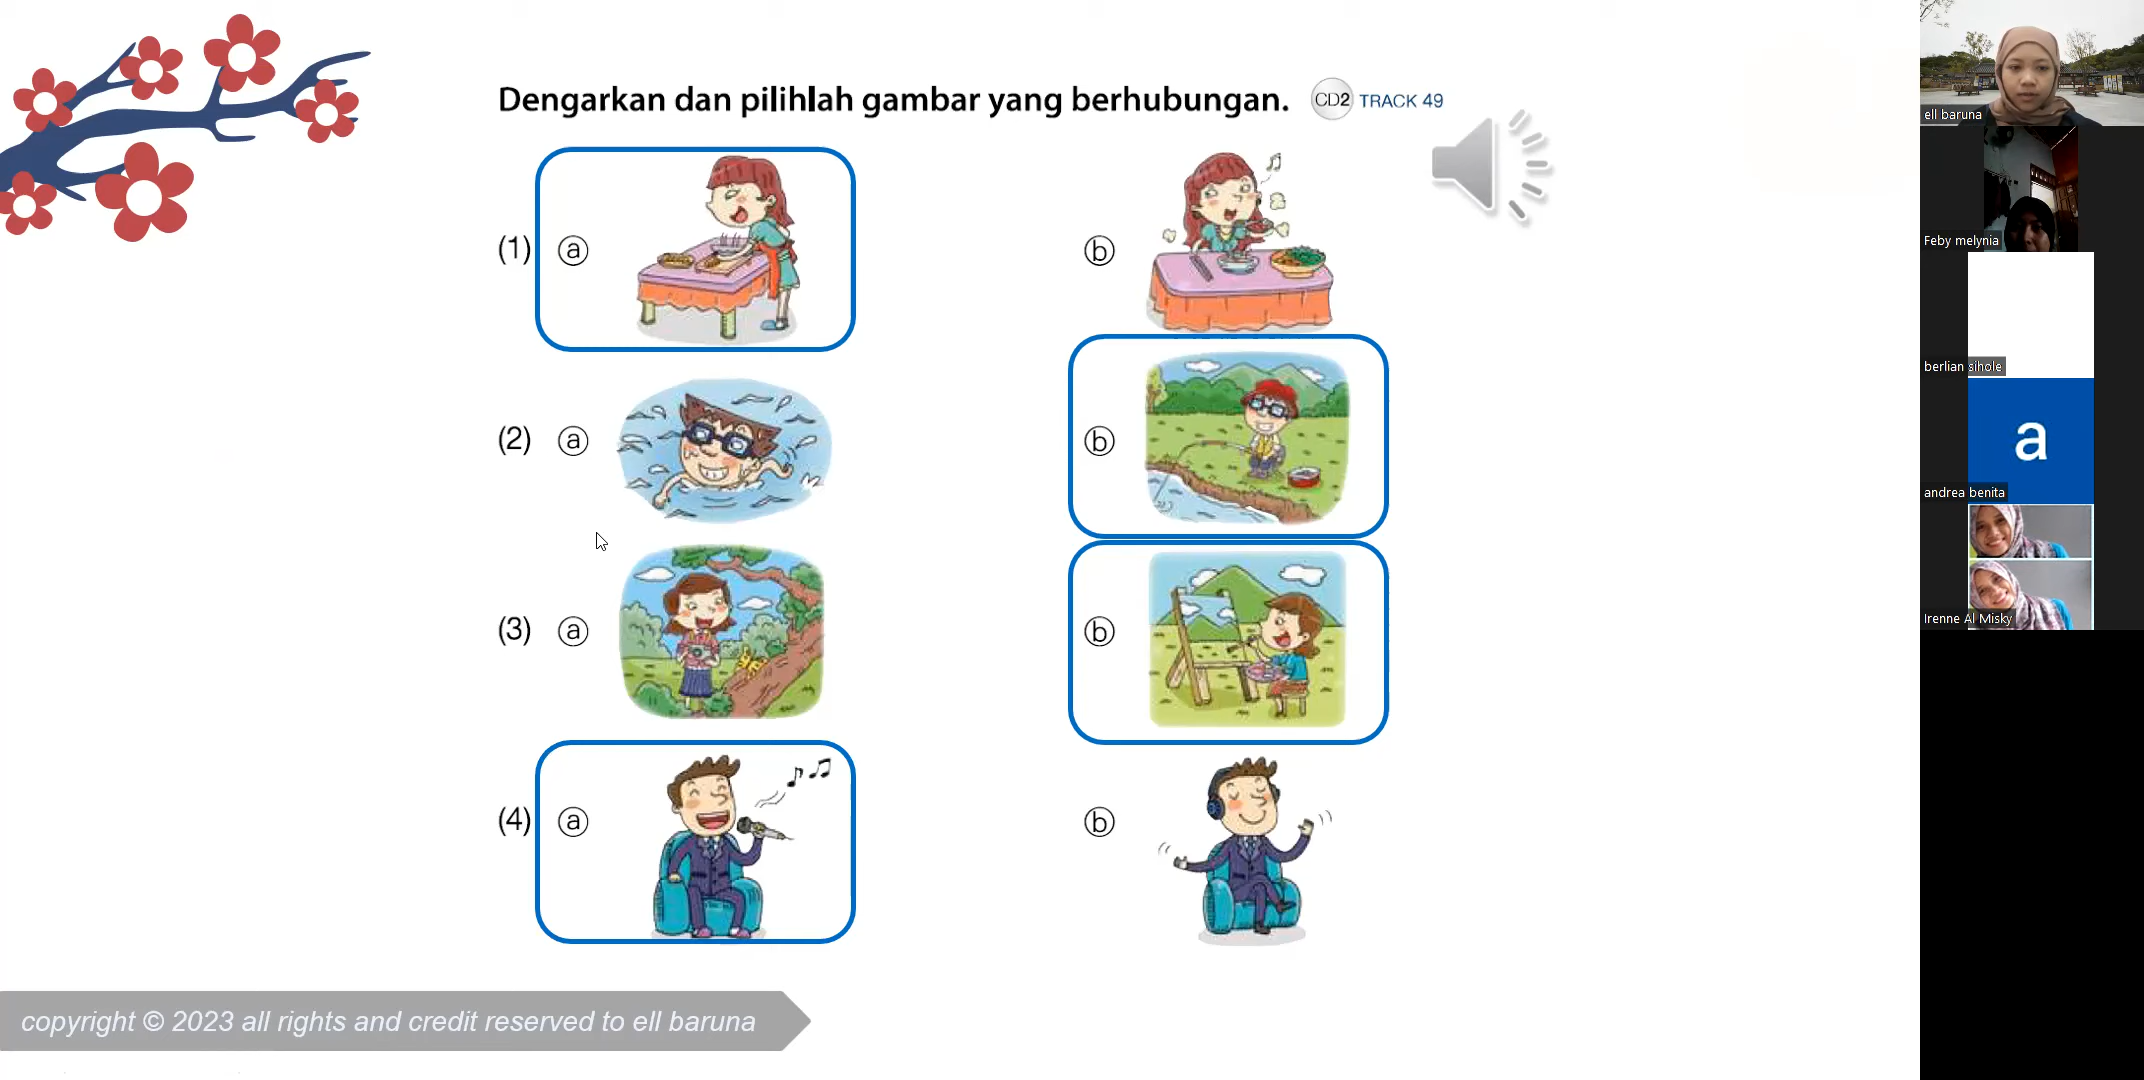 Dengarkan dan pilihlah gambar yang berhubungan. CD2 TRACK 49
(1) ⓐ ⓑ
(2) ⓐ ⓑ
(3) ⓐ ⓑ
(4) ⓐ ⓑ
copyright © 2023 all rights and credit reserved to ell baruna
ell baruna
Feby melynia
berlian sihole
a
andrea benita
Irenne Al Misky